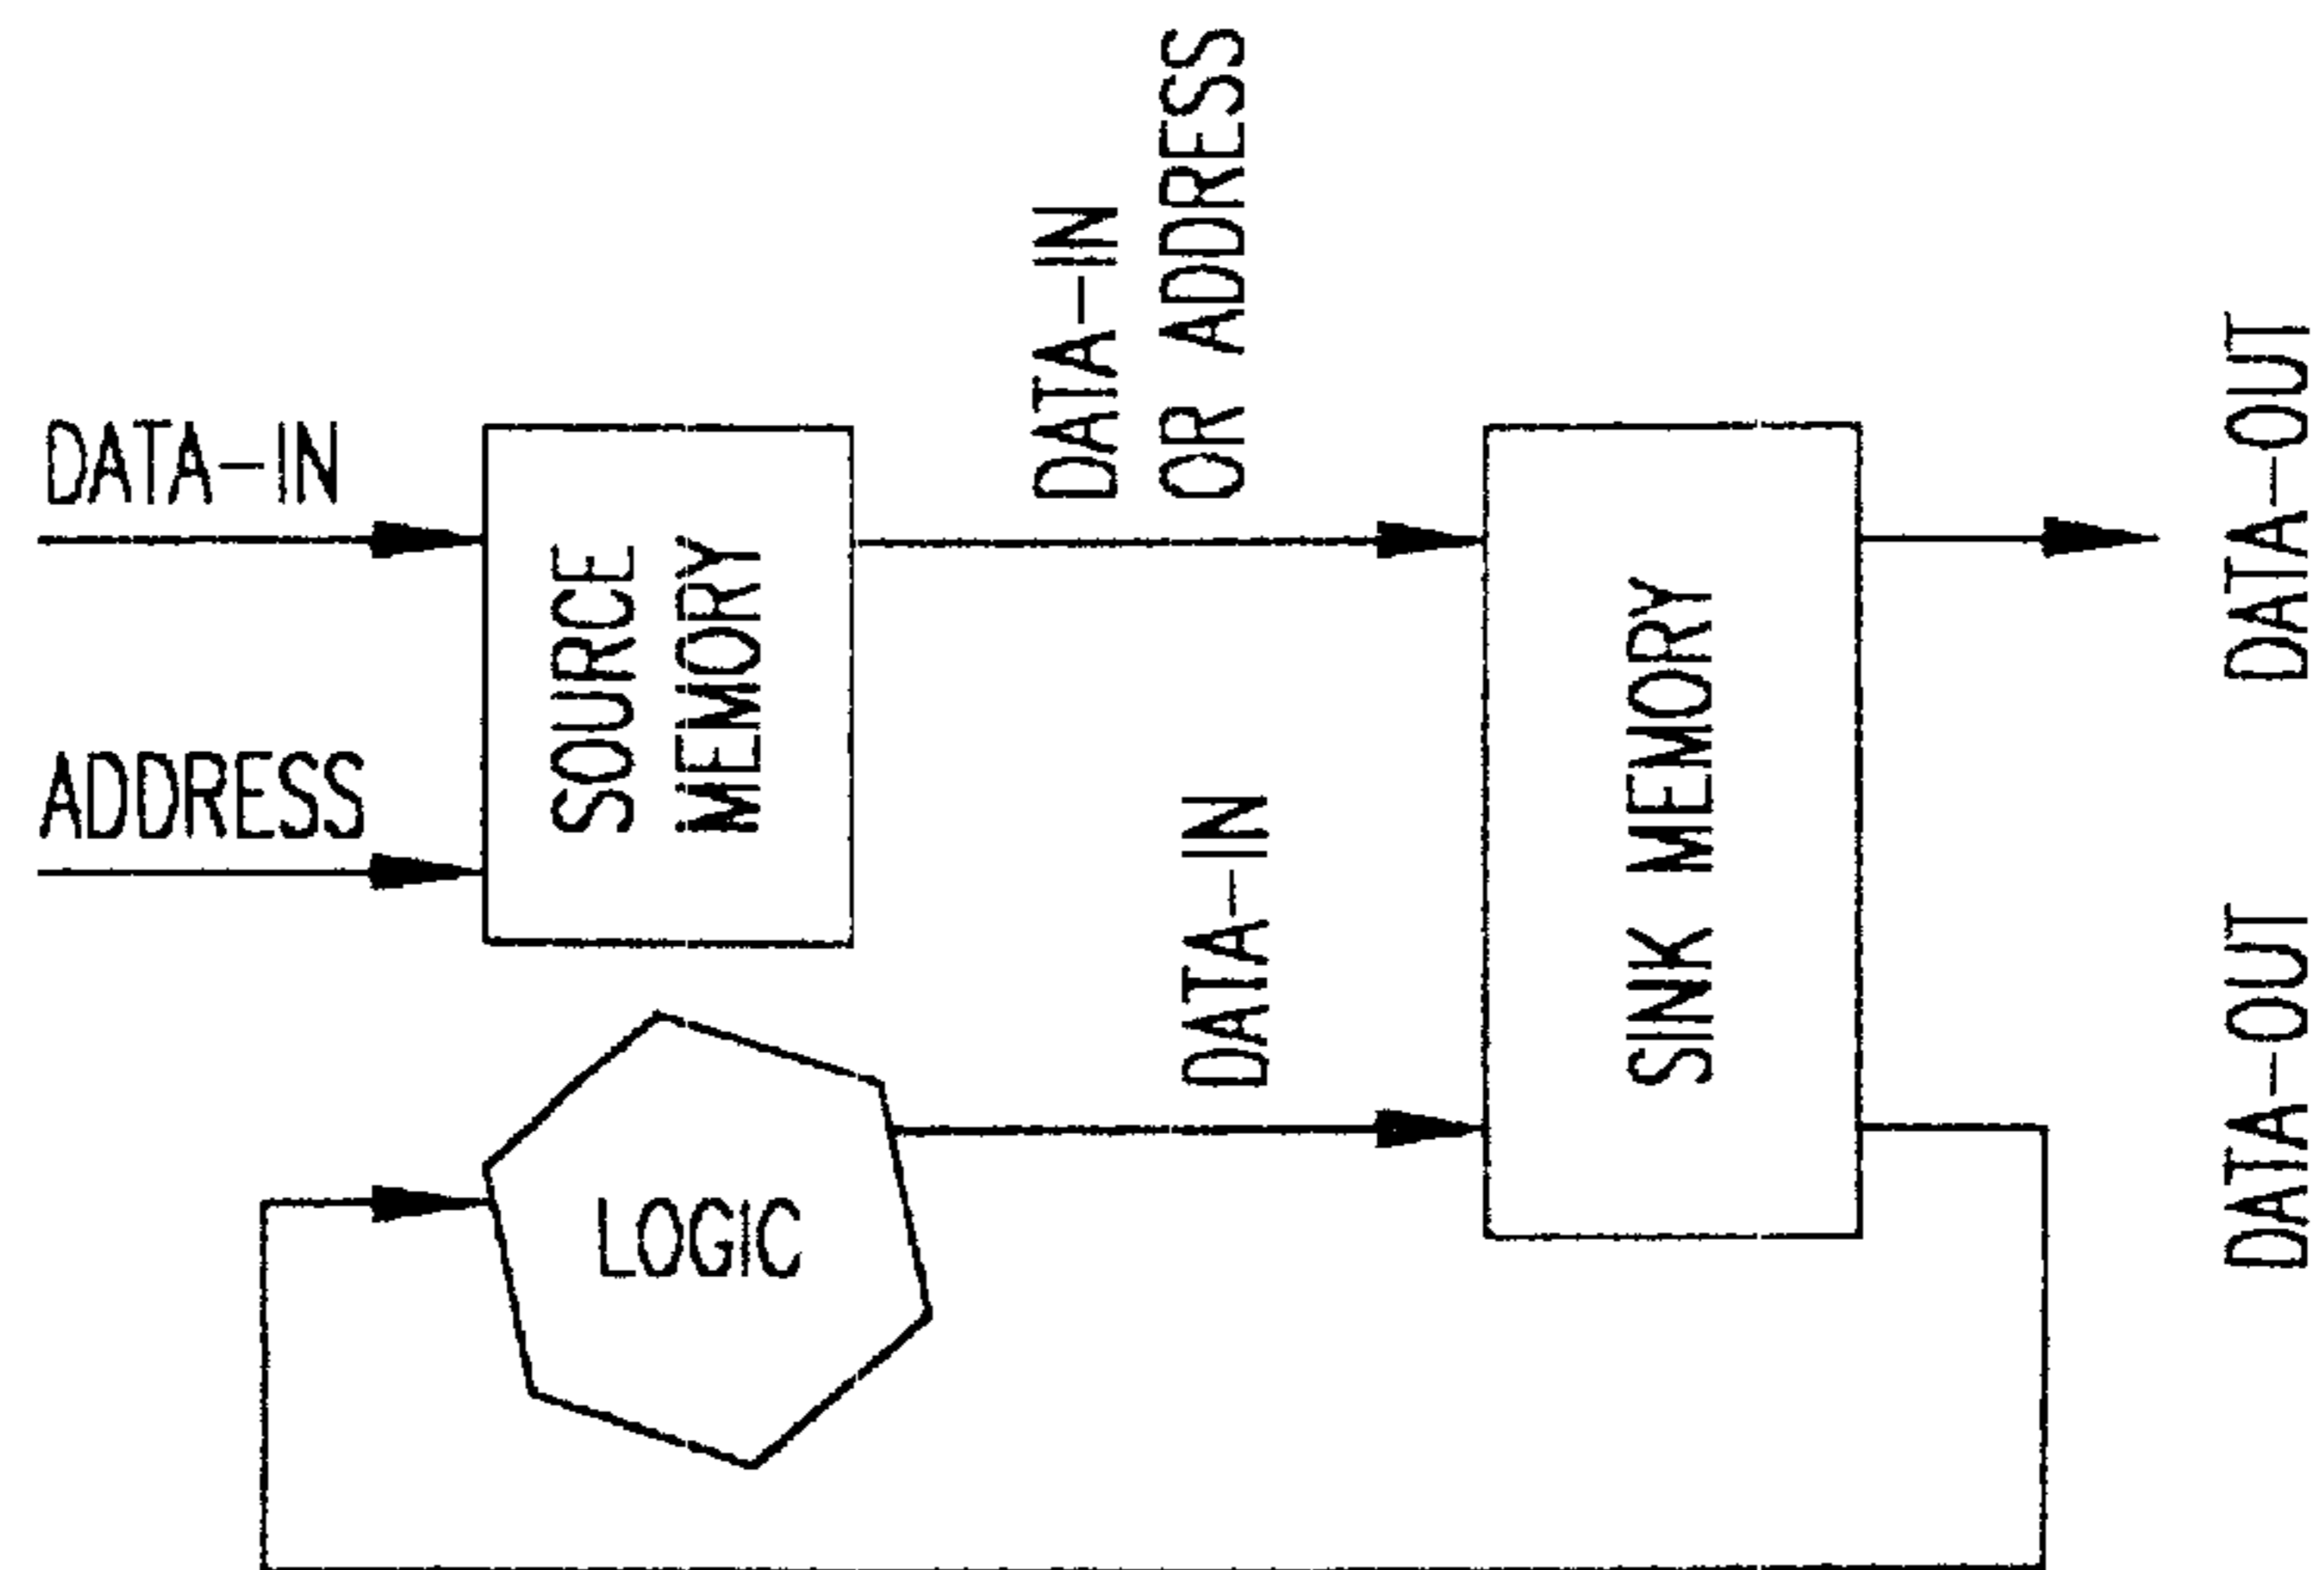 DATA-IN
ADDRESS
SOURCE
MEMORY
LOGIC
DATA-IN
OR ADDRESS
DATA-IN
SINK MEMORY
DATA-OUT
DATA-OUT